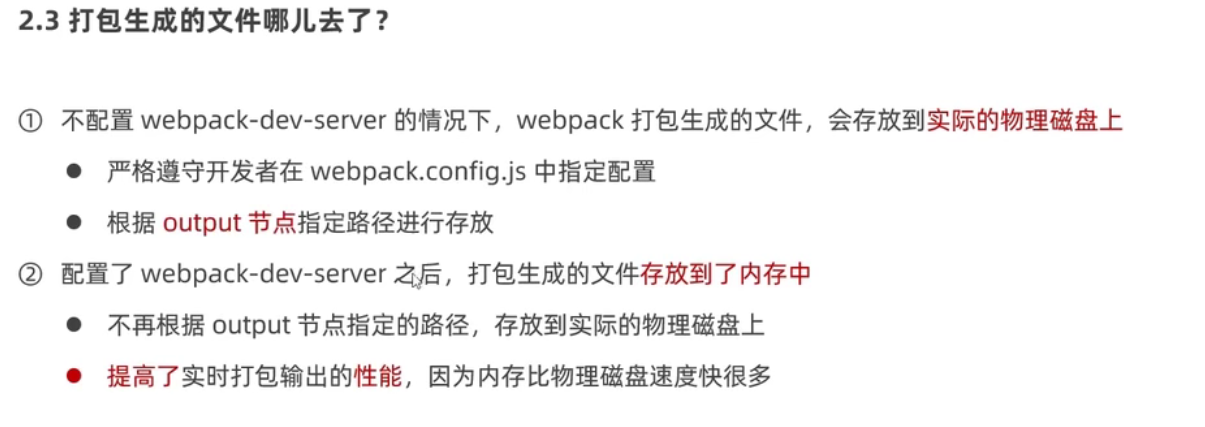 2.3 打包生成的文件哪儿去了？
① 不配置 webpack-dev-server 的情况下，webpack 打包生成的文件，会存放到实际的物理磁盘上
● 严格遵守开发者在 webpack.config.js 中指定配置
● 根据 output 节点指定路径进行存放
② 配置了 webpack-dev-server 之后，打包生成的文件存放到了内存中
● 不再根据 output 节点指定的路径，存放到实际的物理磁盘上
● 提高了实时打包输出的性能，因为内存比物理磁盘速度快很多